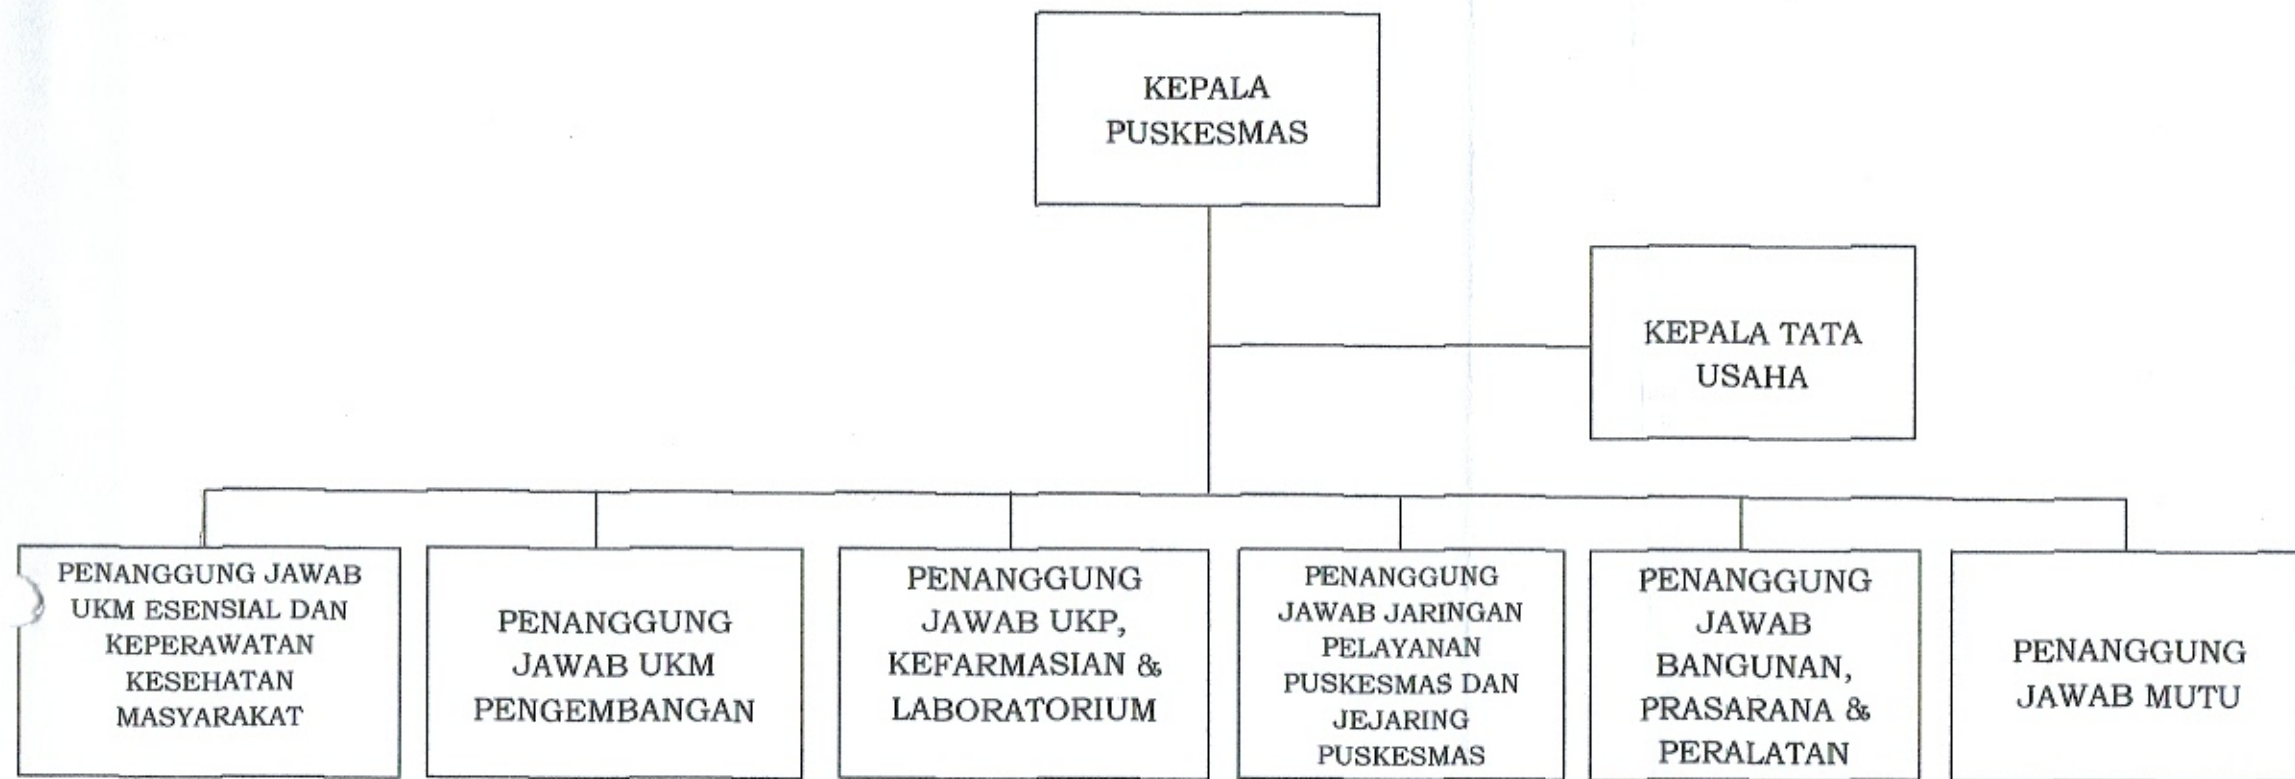 KEPALA
PUSKESMAS
KEPALA TATA
USAHA
PENANGGUNG JAWAB
UKM ESENSIAL DAN
KEPERAWATAN
KESEHATAN
MASYARAKAT
PENANGGUNG
JAWAB UKM
PENGEMBANGAN
PENANGGUNG
JAWAB UKP,
KEFARMASIAN &
LABORATORIUM
PENANGGUNG
JAWAB JARINGAN
PELAYANAN
PUSKESMAS DAN
JEJARING
PUSKESMAS
PENANGGUNG
JAWAB
BANGUNAN,
PRASARANA &
PERALATAN
PENANGGUNG
JAWAB MUTU